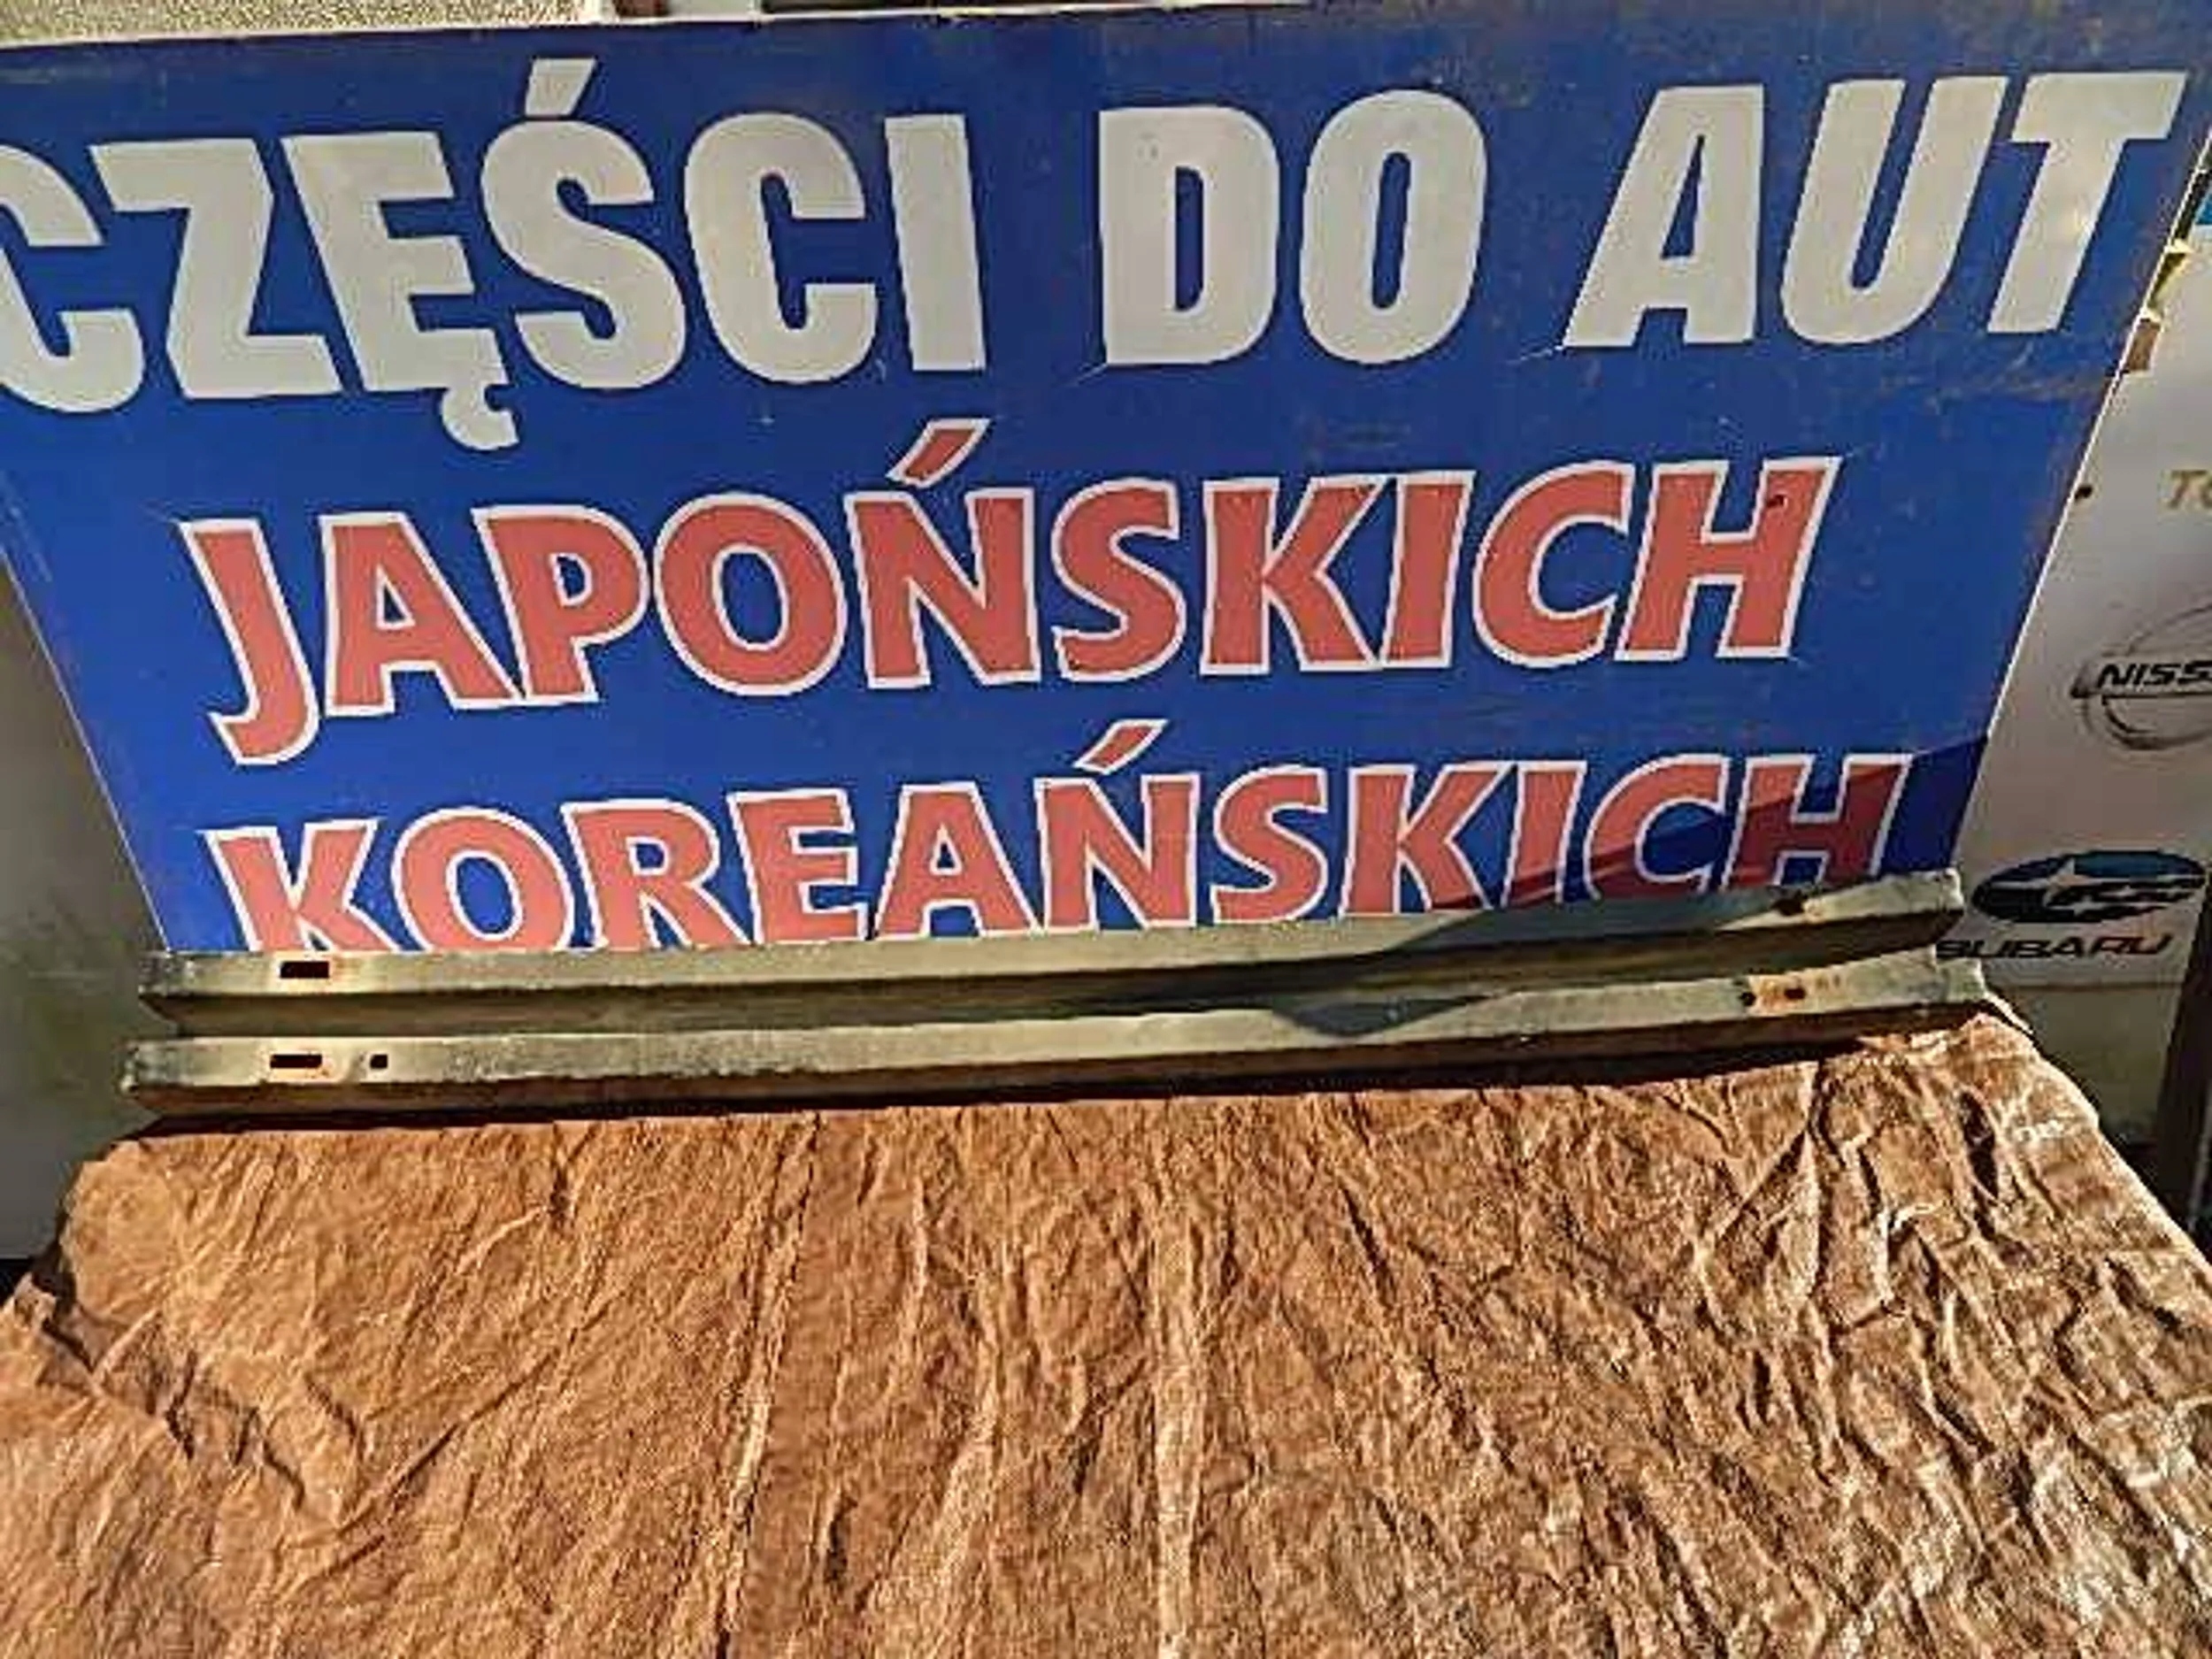 CZĘŚCI DO AUT
JAPOŃSKICH
KOREAŃSKICH
SUBARU